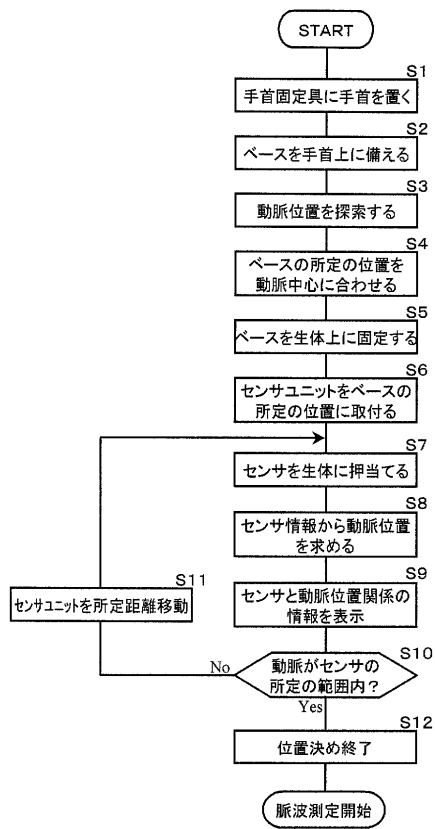 START
S1
手首固定具に手首を置く
S2
ベースを手首上に備える
S3
動脈位置を探索する
S4
ベースの所定の位置を
動脈中心に合わせる
S5
ベースを生体上に固定する
S6
センサユニットをベースの
所定の位置に取付る
S7
センサを生体に押当てる
S8
センサ情報から動脈位置
を求める
S11
センサユニットを所定距離移動
S9
センサと動脈位置関係の
情報を表示
S10
動脈がセンサの
所定の範囲内?
No
Yes
S12
位置決め終了
脈波測定開始